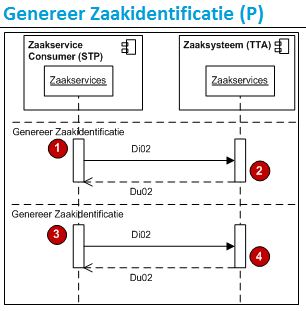 Genereer Zaakidentificatie (P)
Zaakservice
Consumer (STP)
Zaaksysteem (TTA)
Zaakservices
Zaakservices
Genereer Zaakidentificatie
1
Di02
2
Du02
Genereer Zaakidentificatie
3
Di02
4
Du02